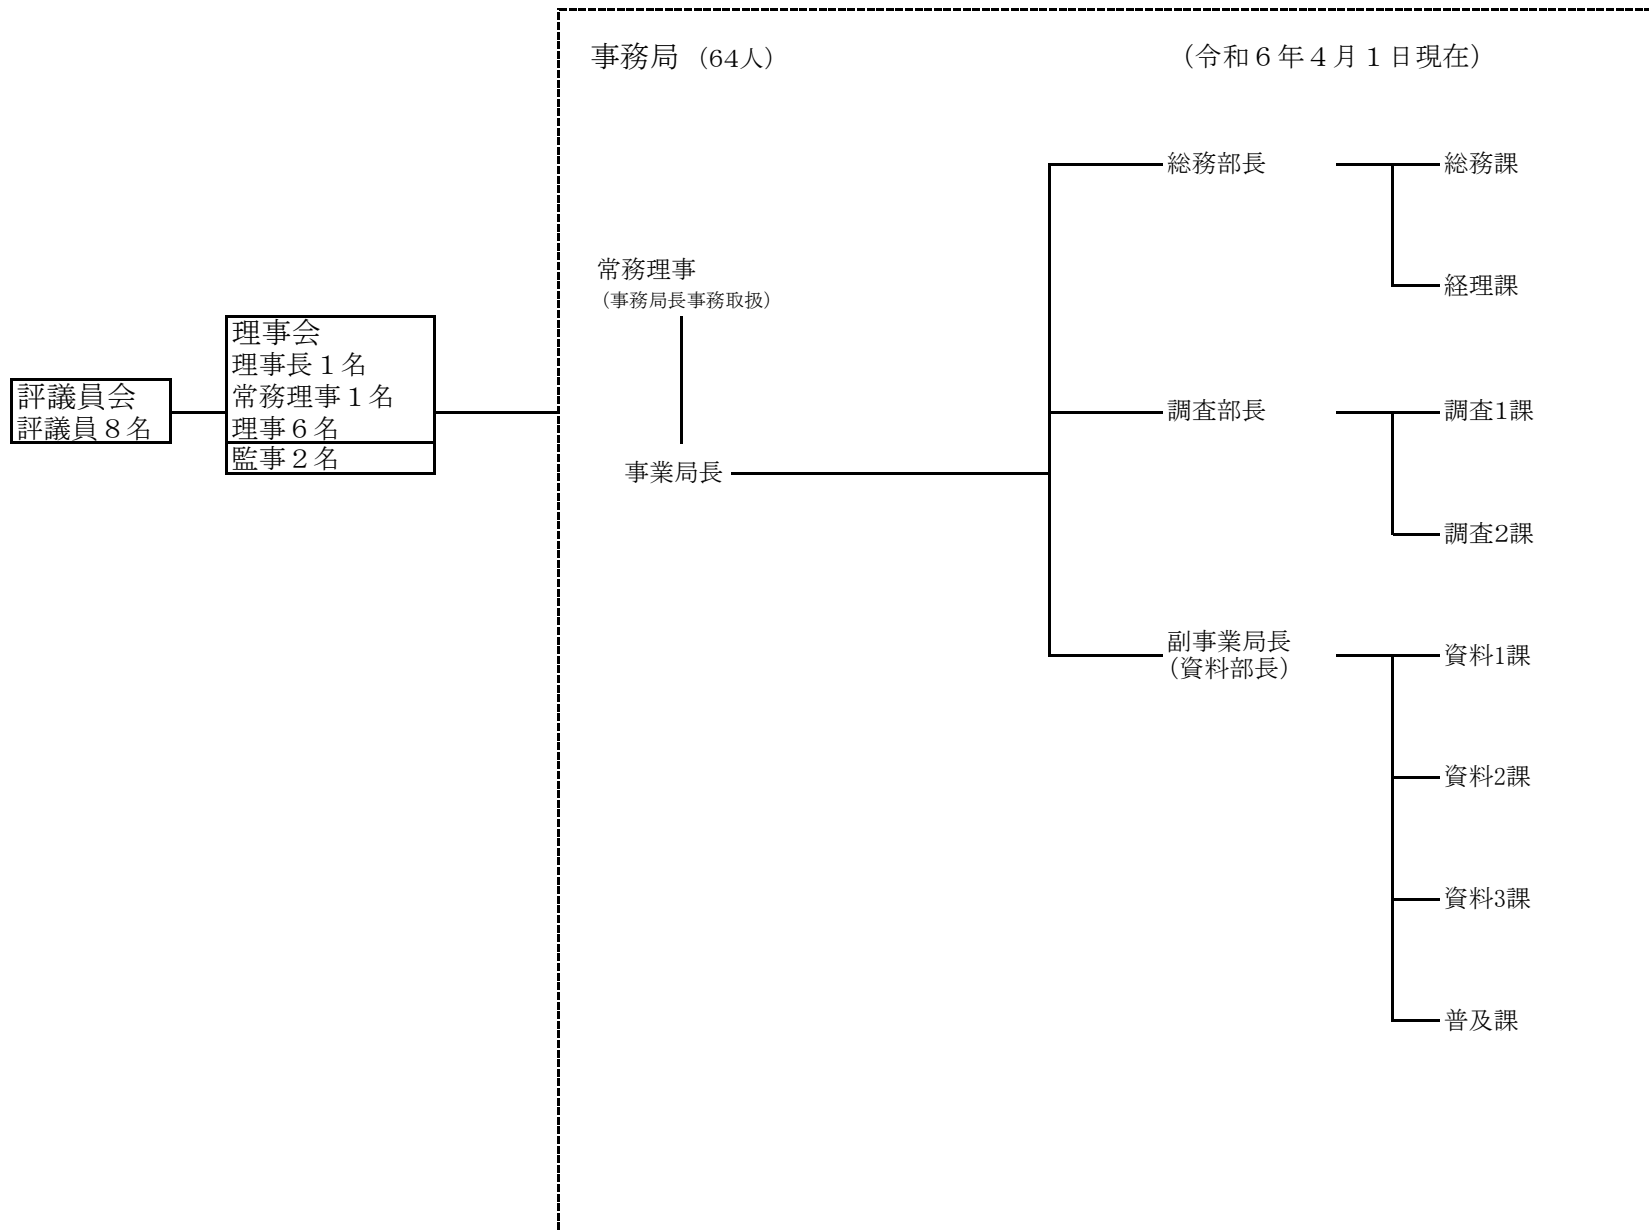 事務局（64人）
（令和６年４月１日現在）
評議員会
評議員８名
理事会
理事長１名
常務理事１名
理事６名
監事２名
常務理事
（事務局長事務取扱）
事業局長
総務部長
総務課
経理課
調査部長
調査1課
調査2課
副事業局長
（資料部長）
資料1課
資料2課
資料3課
普及課